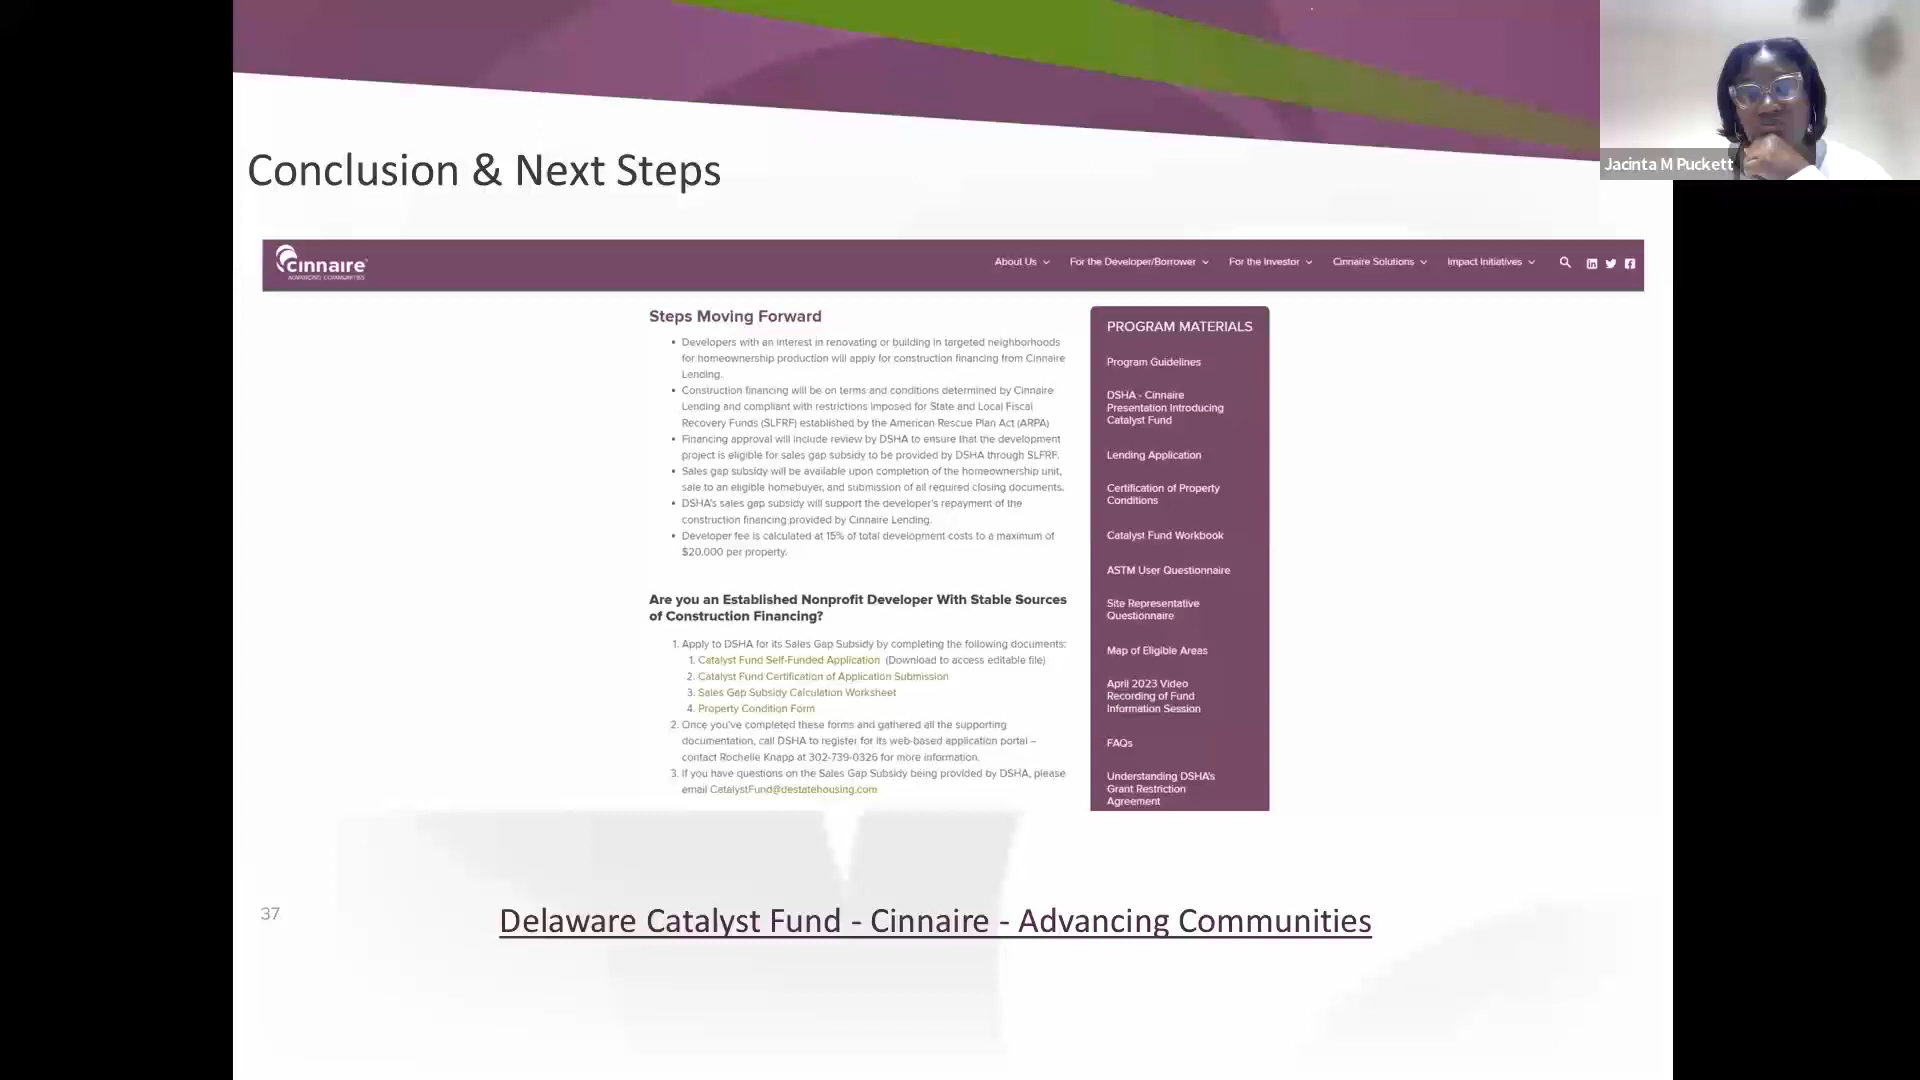 Jacinta M Puckett
Conclusion & Next Steps
cinnaire
ADVANCING COMMUNITIES
About Us
For the Developer/Borrower
For the Investor
Cinnaire Solutions
Impact Initiatives
Steps Moving Forward
• Developers with an interest in renovating or building in targeted neighborhoods
for homeownership production will apply for construction financing from Cinnaire
Lending.
• Construction financing will be on terms and conditions determined by Cinnaire
Lending and compliant with restrictions imposed for State and Local Fiscal
Recovery Funds (SLFRF) established by the American Rescue Plan Act (ARPA)
• Financing approval will include review by DSHA to ensure that the development
project is eligible for sales gap subsidy to be provided by DSHA through SLFRF.
• Sales gap subsidy will be available upon completion of the homeownership unit,
sale to an eligible homebuyer, and submission of all required closing documents.
• DSHA's sales gap subsidy will support the developer's repayment of the
construction financing provided by Cinnaire Lending.
• Developer fee is calculated at 15% of total development costs to a maximum of
$20,000 per property.
Are you an Established Nonprofit Developer With Stable Sources
of Construction Financing?
1. Apply to DSHA for its Sales Gap Subsidy by completing the following documents:
1. Catalyst Fund Self-Funded Application (Download to access editable file)
2. Catalyst Fund Certification of Application Submission
3. Sales Gap Subsidy Calculation Worksheet
4. Property Condition Form
2. Once you've completed these forms and gathered all the supporting
documentation, call DSHA to register for its web-based application portal –
contact Rochelle Knapp at 302-739-0326 for more information.
3. If you have questions on the Sales Gap Subsidy being provided by DSHA, please
email CatalystFund@destatehousing.com
PROGRAM MATERIALS
Program Guidelines
DSHA - Cinnaire
Presentation Introducing
Catalyst Fund
Lending Application
Certification of Property
Conditions
Catalyst Fund Workbook
ASTM User Questionnaire
Site Representative
Questionnaire
Map of Eligible Areas
April 2023 Video
Recording of Fund
Information Session
FAQs
Understanding DSHA's
Grant Restriction
Agreement
37
Delaware Catalyst Fund - Cinnaire - Advancing Communities